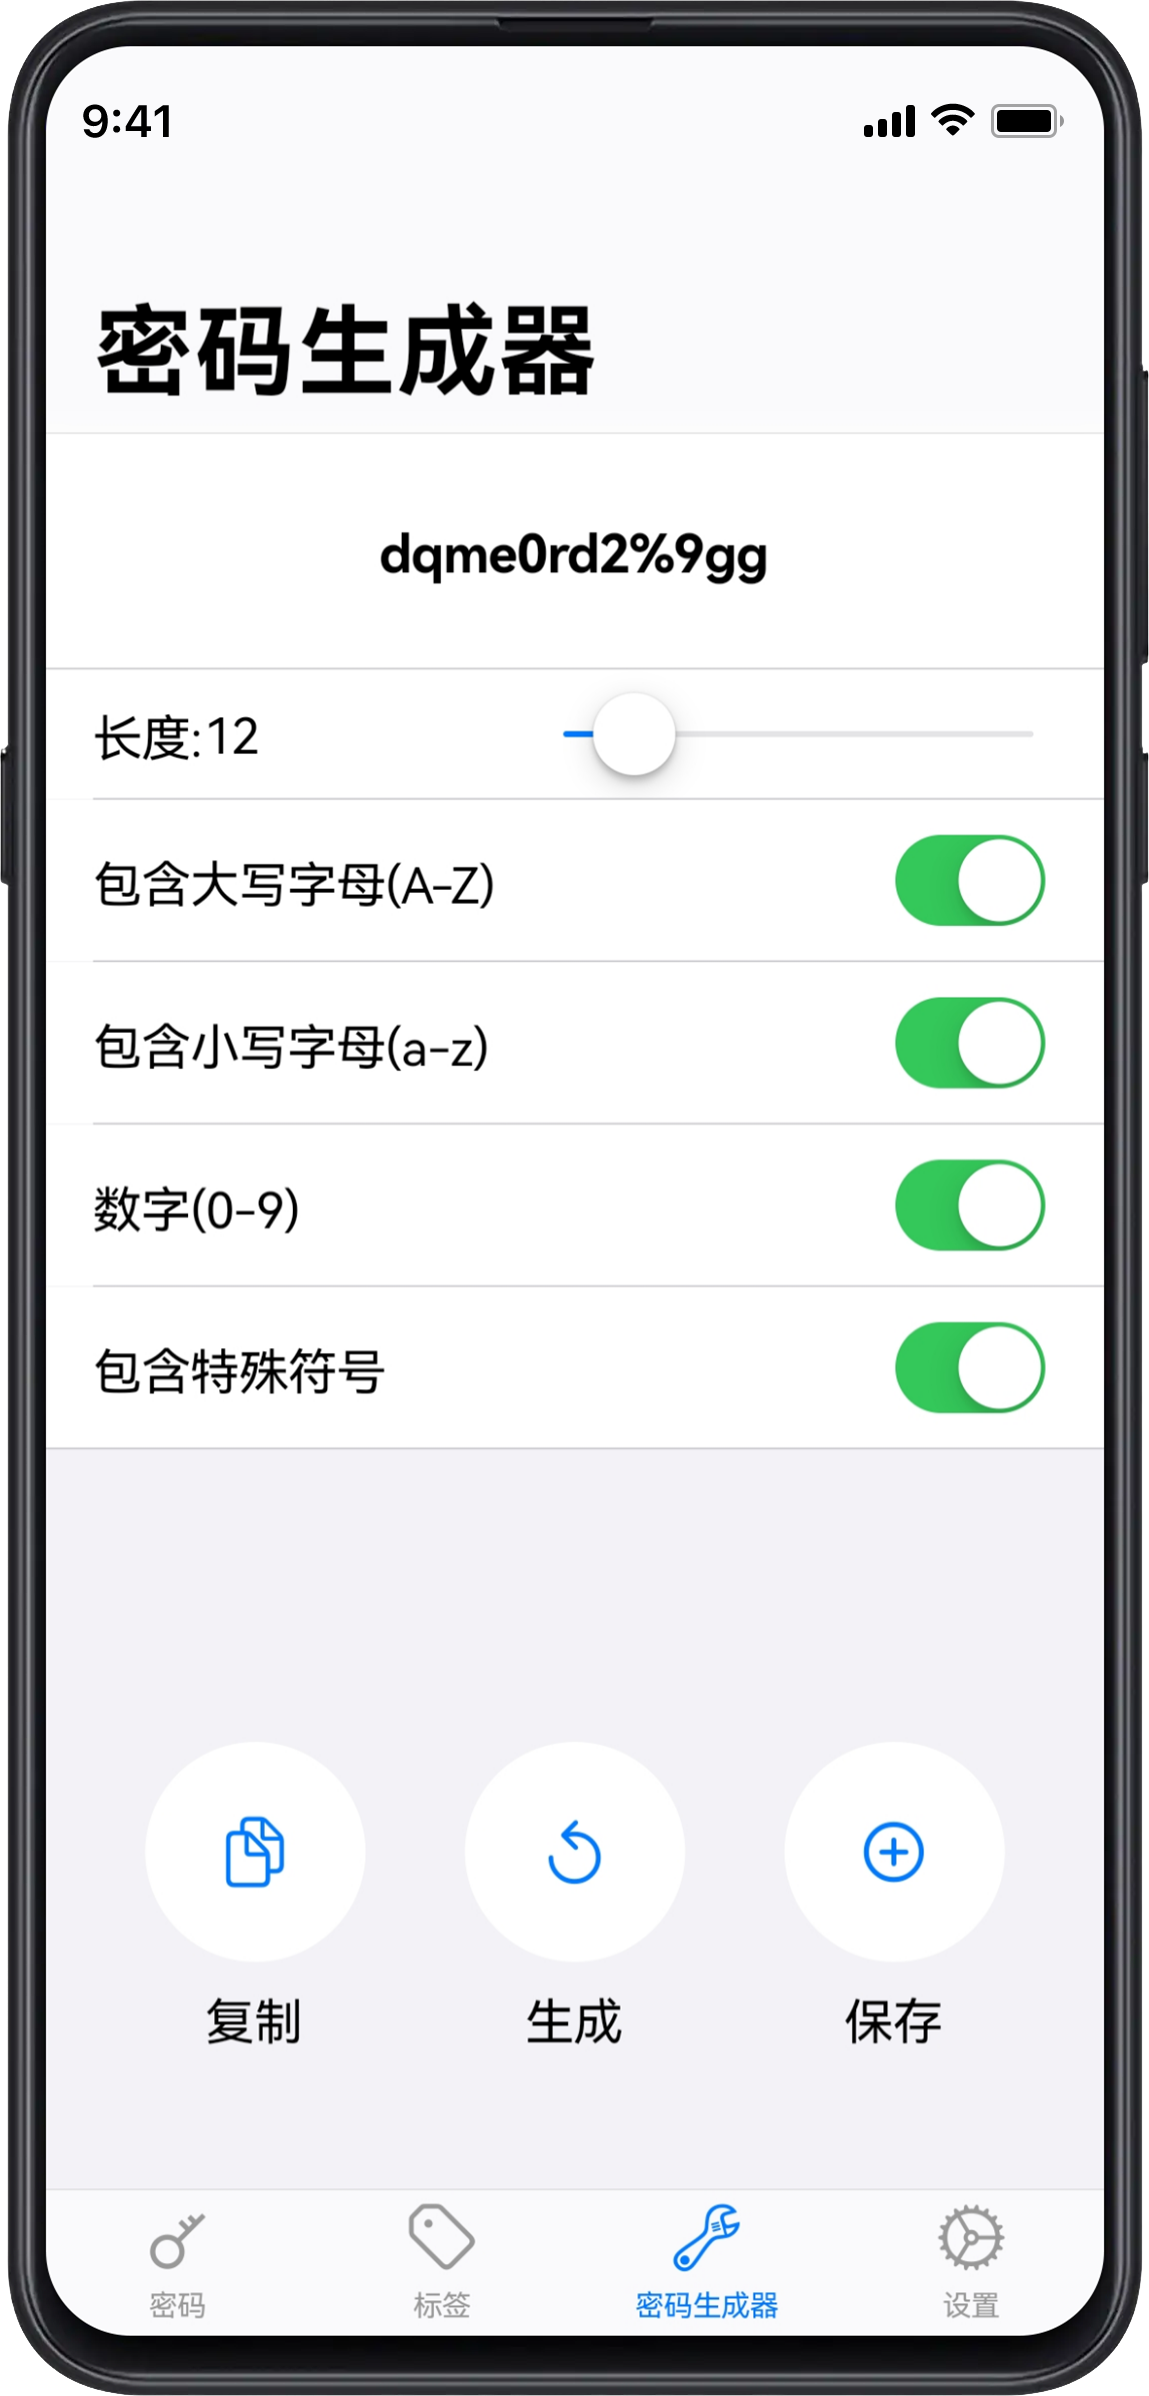 9:41
密码生成器
dqme0rd2%9gg
长度:12
包含大写字母(A-Z)
包含小写字母(a-z)
数字(0-9)
包含特殊符号
复制 生成 保存
密码 标签 密码生成器 设置